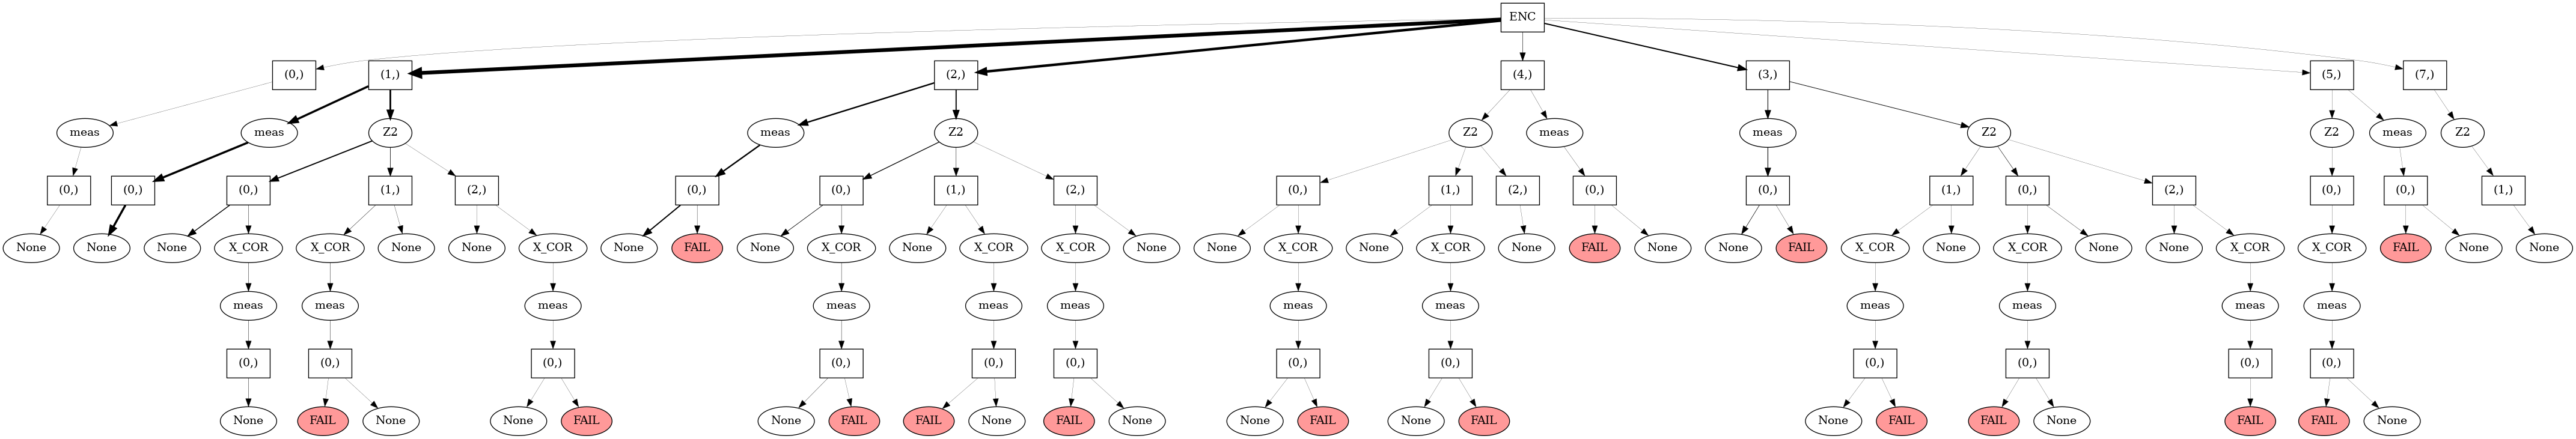 ENC
(0,) (1,) (2,) (4,) (3,) (5,) (7,)
meas meas Z2 meas Z2 Z2 meas meas Z2 Z2 meas Z2
(0,) (0,) (0,) (1,) (2,) (0,) (0,) (1,) (2,) (0,) (1,) (2,) (0,) (0,) (1,) (0,) (2,) (0,) (0,) (1,)
None None None X_COR X_COR None None X_COR None FAIL None X_COR None X_COR X_COR None None X_COR None X_COR None FAIL None None FAIL X_COR None X_COR None None X_COR X_COR FAIL None None
meas meas meas meas meas meas meas meas meas meas meas meas
(0,) (0,) (0,) (0,) (0,) (0,) (0,) (0,) (0,) (0,) (0,) (0,)
None FAIL None None FAIL None FAIL FAIL None FAIL None None FAIL None FAIL None FAIL FAIL None FAIL FAIL None